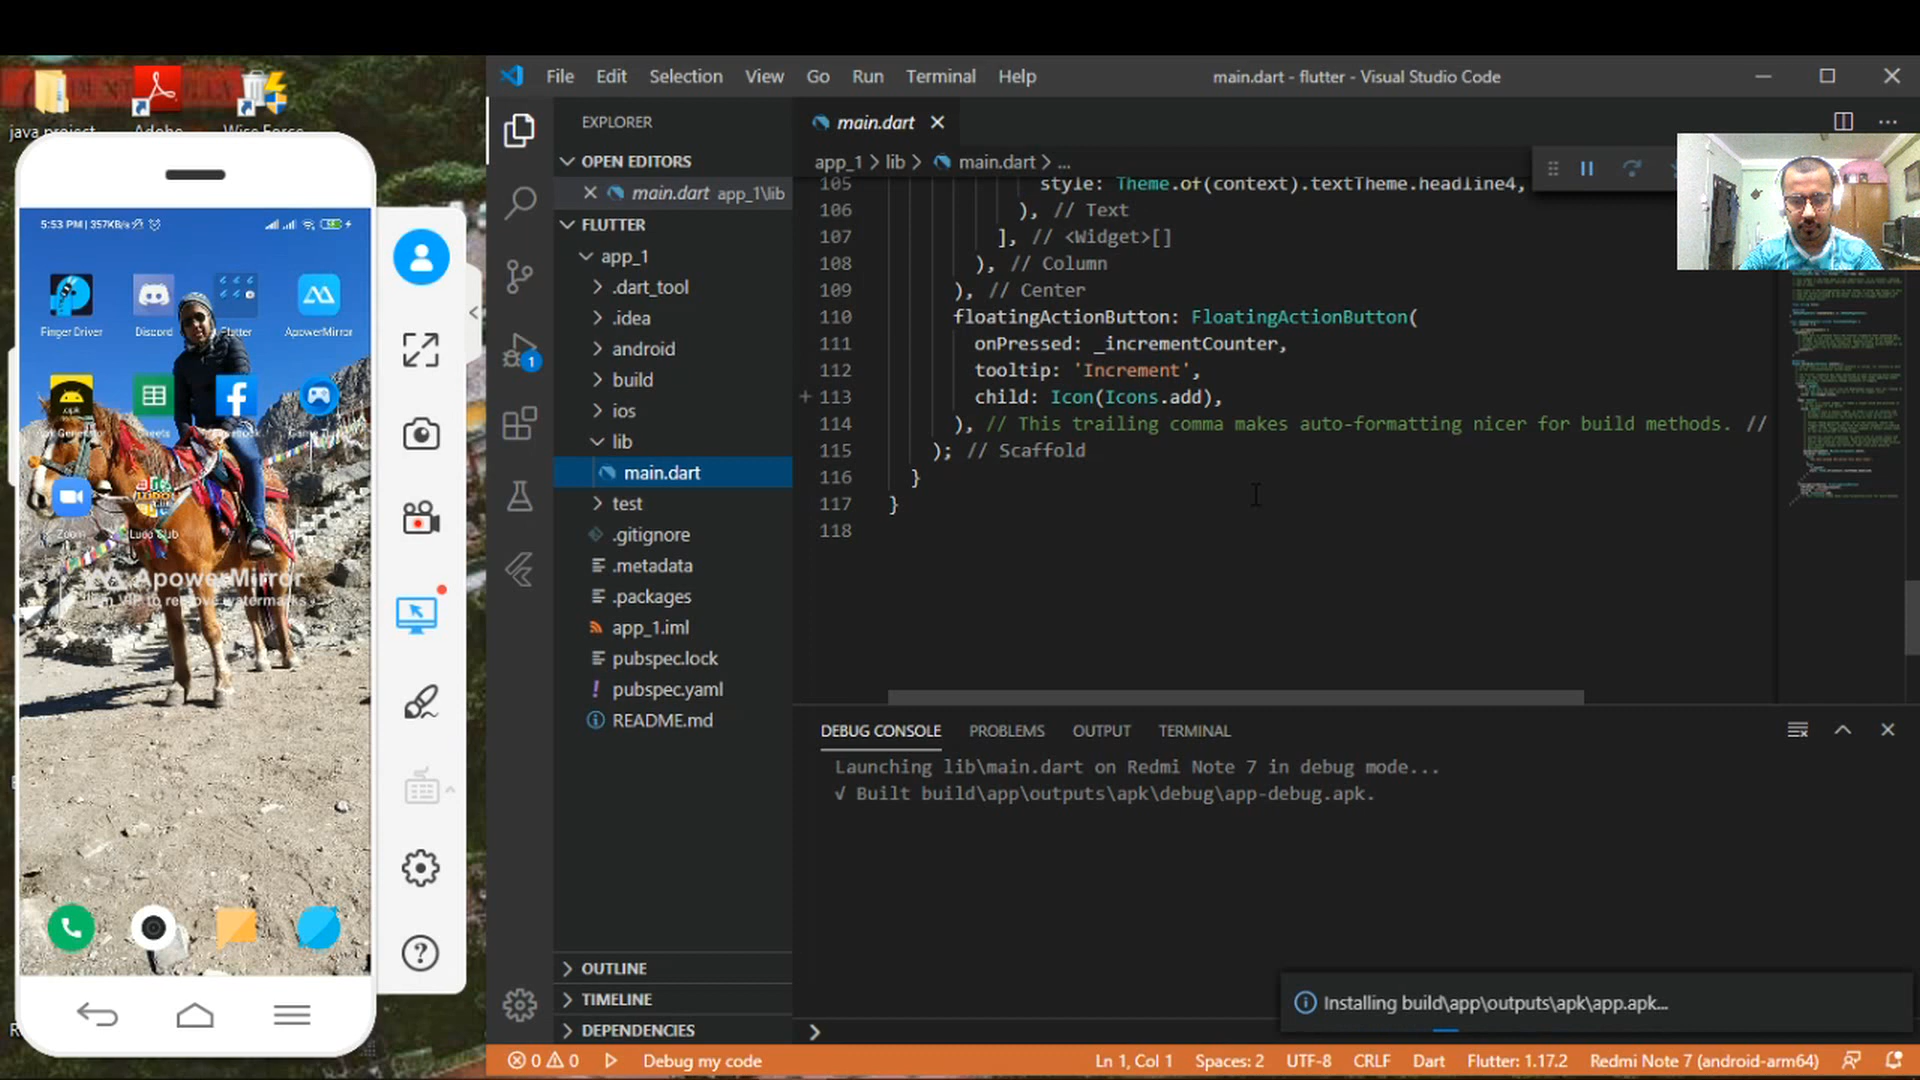 java project
Adobe
Wise Force
5:53 PM | 357KB/s
Finger Driver
Discord
Flutter
ApowerMirror
Sheets
Zoom
Ludo Club
ApowerMirror
File Edit Selection View Go Run Terminal Help
main.dart - flutter - Visual Studio Code
EXPLORER
OPEN EDITORS
main.dart app_1\lib
FLUTTER
app_1
.dart_tool
.idea
android
build
ios
lib
main.dart
test
.gitignore
.metadata
.packages
app_1.iml
pubspec.lock
pubspec.yaml
README.md
OUTLINE
TIMELINE
DEPENDENCIES
1
main.dart
app_1 > lib > main.dart > ...
105 style: Theme.of(context).textTheme.headline4,
106 ), // Text
107 ], // <Widget>[]
108 ), // Column
109 ), // Center
110 floatingActionButton: FloatingActionButton(
111 onPressed: _incrementCounter,
112 tooltip: 'Increment',
113 child: Icon(Icons.add),
114 ), // This trailing comma makes auto-formatting nicer for build methods. //
115 ); // Scaffold
116 }
117 }
118
DEBUG CONSOLE PROBLEMS OUTPUT TERMINAL
Launching lib\main.dart on Redmi Note 7 in debug mode...
√ Built build\app\outputs\apk\debug\app-debug.apk.
Installing build\app\outputs\apk\app.apk...
0 0 Debug my code
Ln 1, Col 1 Spaces: 2 UTF-8 CRLF Dart Flutter: 1.17.2 Redmi Note 7 (android-arm64)